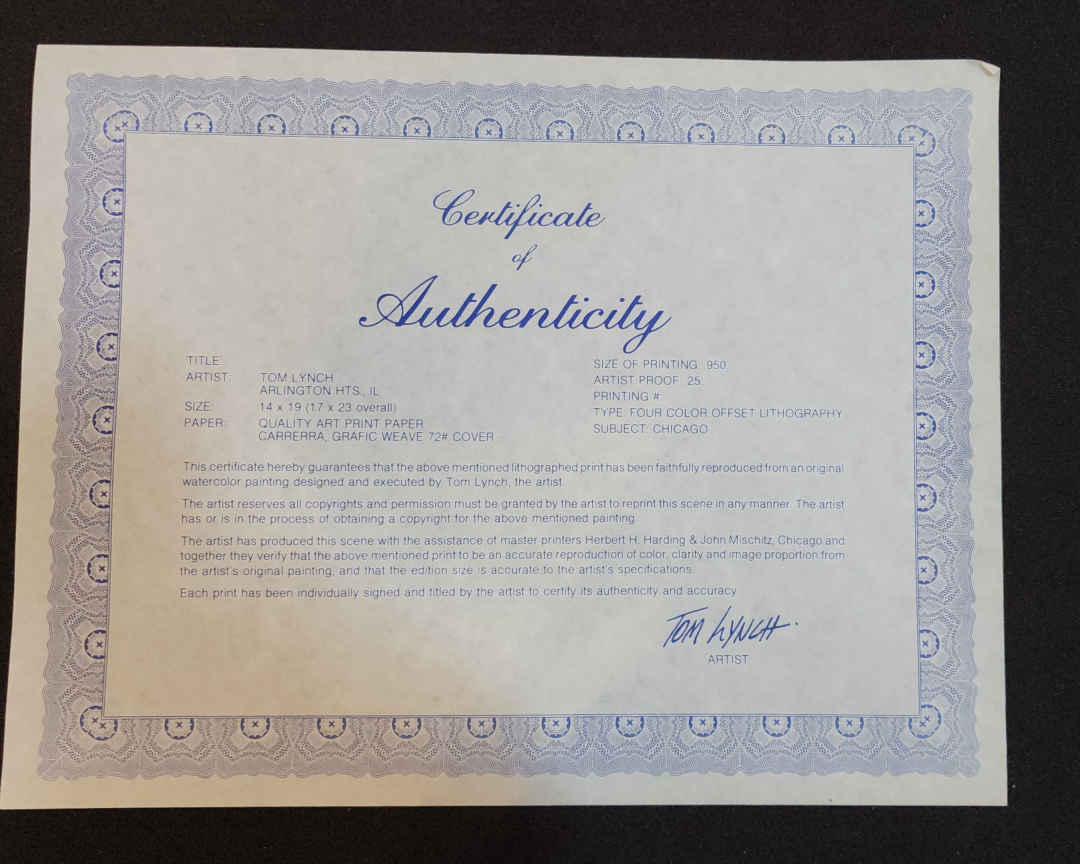 Certificate
of
Authenticity
TITLE:
ARTIST: TOM LYNCH
ARLINGTON HTS., IL
SIZE: 14 x 19 (17 x 23 overall)
PAPER: QUALITY ART PRINT PAPER
CARRERRA, GRAFIC WEAVE 72# COVER
SIZE OF PRINTING: 950
ARTIST PROOF: 25
PRINTING #:
TYPE: FOUR COLOR OFFSET LITHOGRAPHY
SUBJECT: CHICAGO
This certificate hereby guarantees that the above mentioned lithographed print has been faithfully reproduced from an original
watercolor painting designed and executed by Tom Lynch, the artist.
The artist reserves all copyrights and permission must be granted by the artist to reprint this scene in any manner. The artist
has or is in the process of obtaining a copyright for the above mentioned painting.
The artist has produced this scene with the assistance of master printers Herbert H. Harding & John Mischitz, Chicago and
together they verify that the above mentioned print to be an accurate reproduction of color, clarity and image proportion from
the artist's original painting, and that the edition size is accurate to the artist's specifications.
Each print has been individually signed and titled by the artist to certify its authenticity and accuracy.
TOM LYNCH.
ARTIST